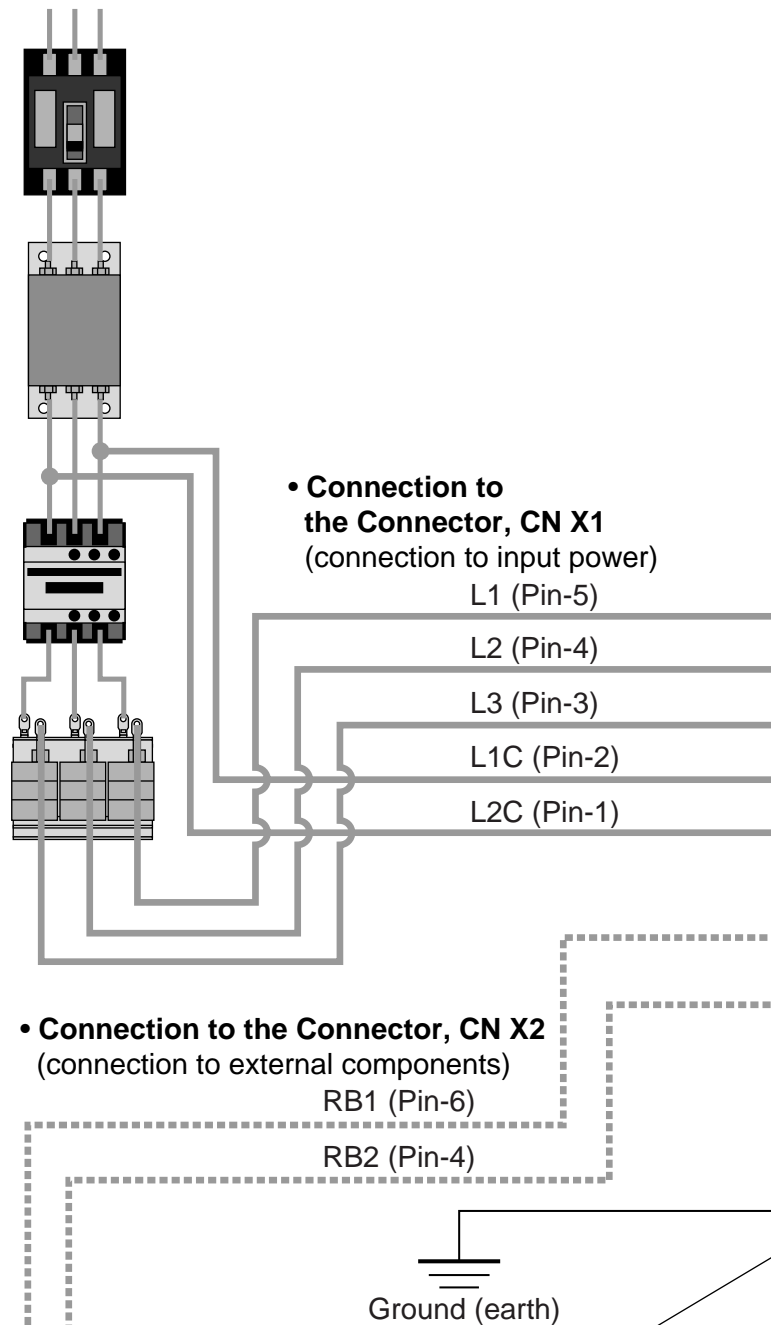 • Connection to
the Connector, CN X1
(connection to input power)
L1 (Pin-5)
L2 (Pin-4)
L3 (Pin-3)
L1C (Pin-2)
L2C (Pin-1)
• Connection to the Connector, CN X2
(connection to external components)
RB1 (Pin-6)
RB2 (Pin-4)
Ground (earth)